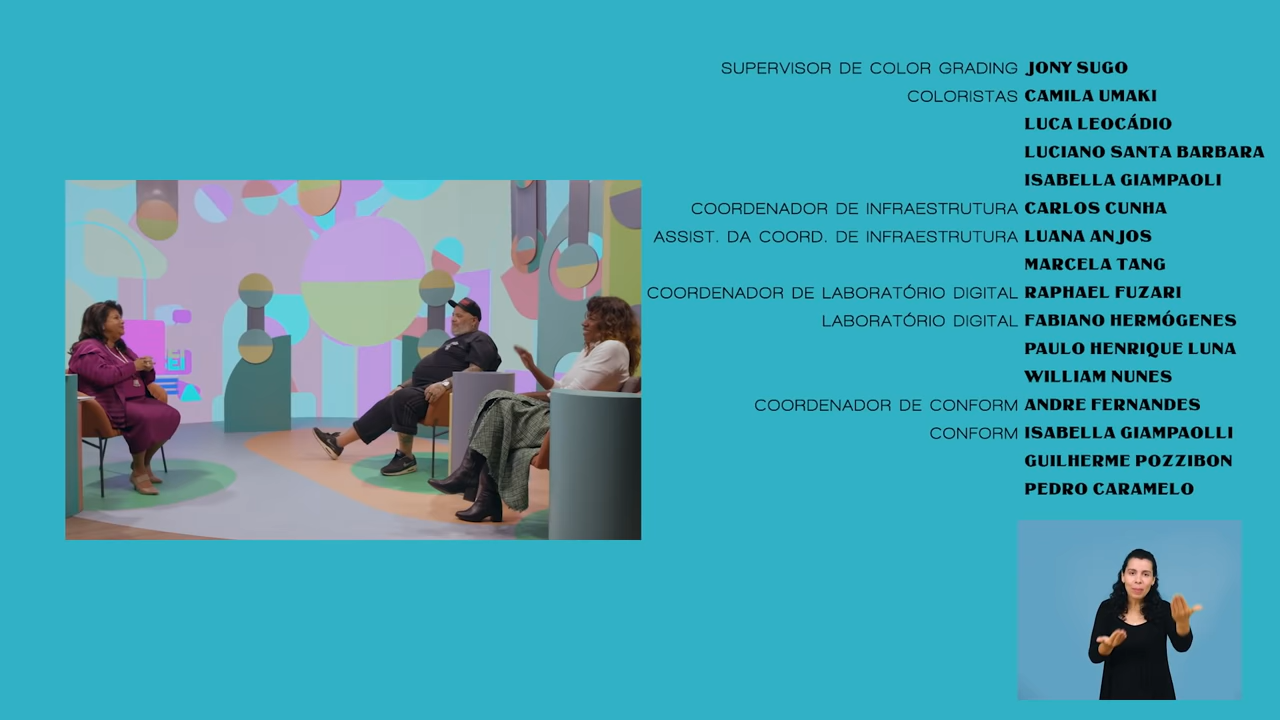 SUPERVISOR DE COLOR GRADING JONY SUGO
COLORISTAS CAMILA UMAKI
LUCA LEOCÁDIO
LUCIANO SANTA BARBARA
ISABELLA GIAMPAOLI
COORDENADOR DE INFRAESTRUTURA CARLOS CUNHA
ASSIST. DA COORD. DE INFRAESTRUTURA LUANA ANJOS
MARCELA TANG
COORDENADOR DE LABORATÓRIO DIGITAL RAPHAEL FUZARI
LABORATÓRIO DIGITAL FABIANO HERMÓGENES
PAULO HENRIQUE LUNA
WILLIAM NUNES
COORDENADOR DE CONFORM ANDRE FERNANDES
CONFORM ISABELLA GIAMPAOLLI
GUILHERME POZZIBON
PEDRO CARAMELO